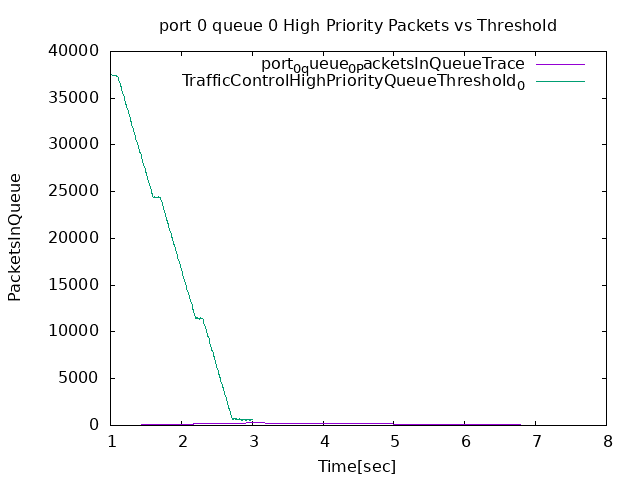 port 0 queue 0 High Priority Packets vs Threshold
40000
35000
30000
25000
20000
15000
10000
5000
0
PacketsInQueue
port0queue0PacketsInQueueTrace
TrafficControlHighPriorityQueueThreshold0
1 2 3 4 5 6 7 8
Time[sec]